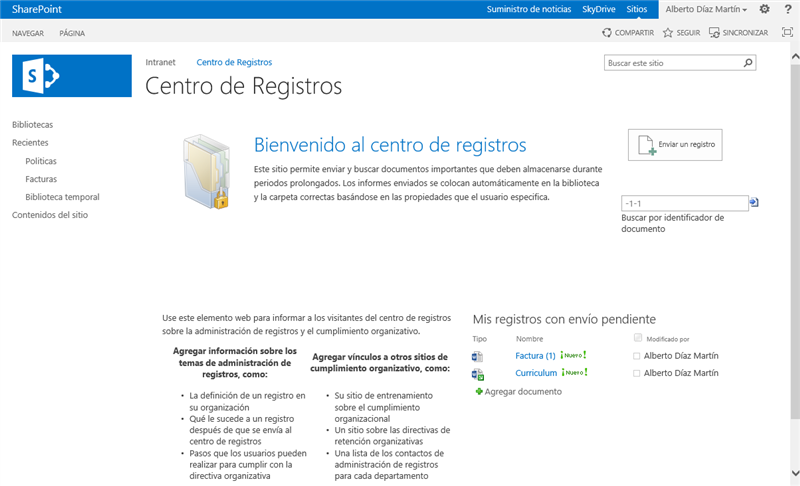 SharePoint
Suministro de noticias SkyDrive Sitios Alberto Díaz Martín ?
NAVEGAR PÁGINA COMPARTIR SEGUIR SINCRONIZAR
S
Intranet Centro de Registros
Buscar este sitio
Centro de Registros
Bibliotecas
Recientes
Politicas
Facturas
Biblioteca temporal
Contenidos del sitio
Bienvenido al centro de registros
Este sitio permite enviar y buscar documentos importantes que deben almacenarse durante
periodos prolongados. Los informes enviados se colocan automáticamente en la biblioteca
y la carpeta correctas basándose en las propiedades que el usuario especifica.
Enviar un registro
-1-1
Buscar por identificador de
documento
Use este elemento web para informar a los visitantes del centro de registros
sobre la administración de registros y el cumplimiento organizativo.
Agregar información sobre los
temas de administración de
registros, como:
• La definición de un registro en
su organización
• Qué le sucede a un registro
después de que se envía al
centro de registros
• Pasos que los usuarios pueden
realizar para cumplir con la
directiva organizativa
Agregar vínculos a otros sitios de
cumplimiento organizativo, como:
• Su sitio de entrenamiento
sobre el cumplimiento
organizacional
• Un sitio sobre las directivas de
retención organizativas
• Una lista de los contactos de
administración de registros
para cada departamento
Mis registros con envío pendiente
Tipo Nombre Modificado por
Factura (1) ¡Nuevo! Alberto Díaz Martín
Curriculum ¡Nuevo! Alberto Díaz Martín
Agregar documento